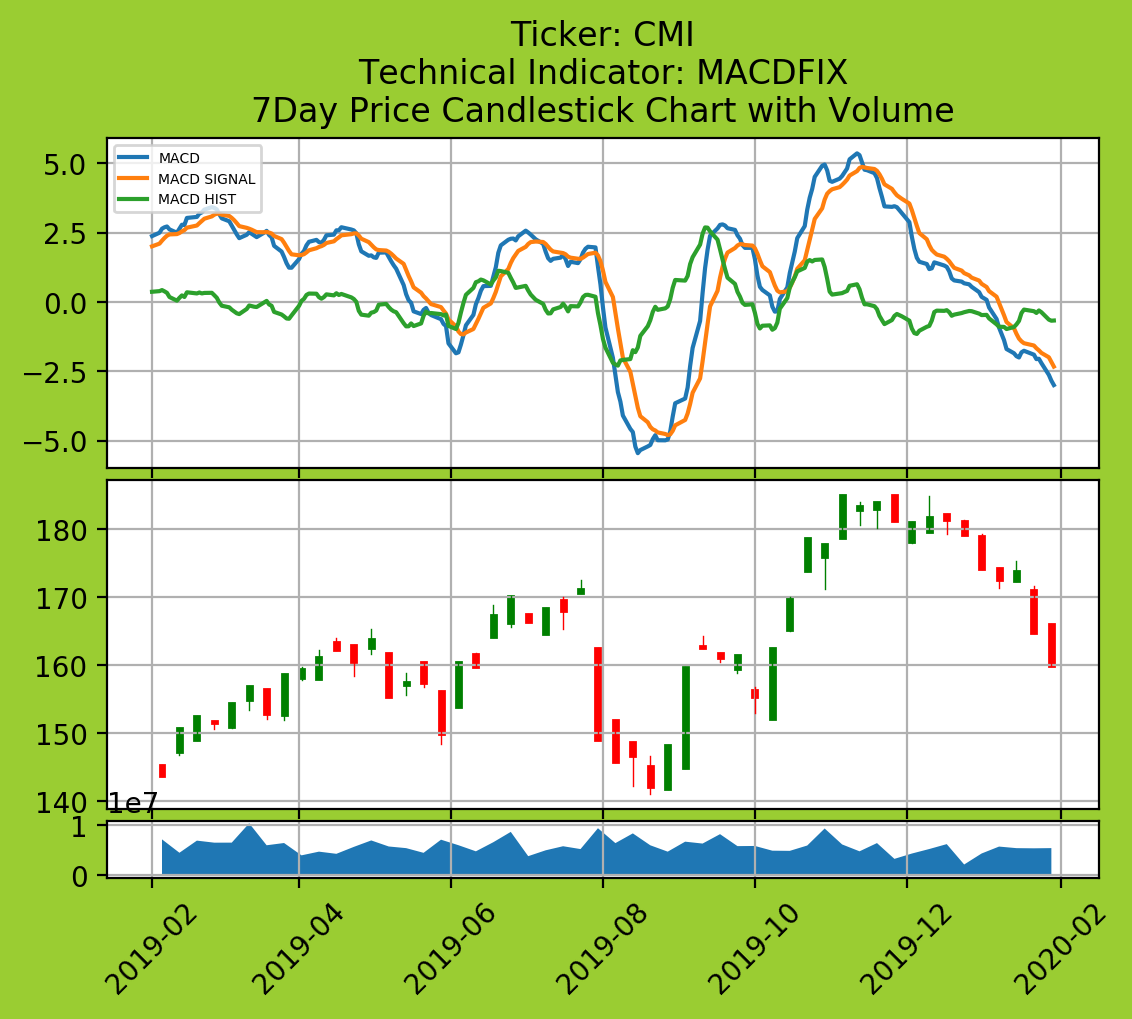 Ticker: CMI
Technical Indicator: MACDFIX
7Day Price Candlestick Chart with Volume
MACD
MACD SIGNAL
MACD HIST
5.0
2.5
0.0
−2.5
−5.0
180
170
160
150
140
1e7
1
0
2019-02
2019-04
2019-06
2019-08
2019-10
2019-12
2020-02